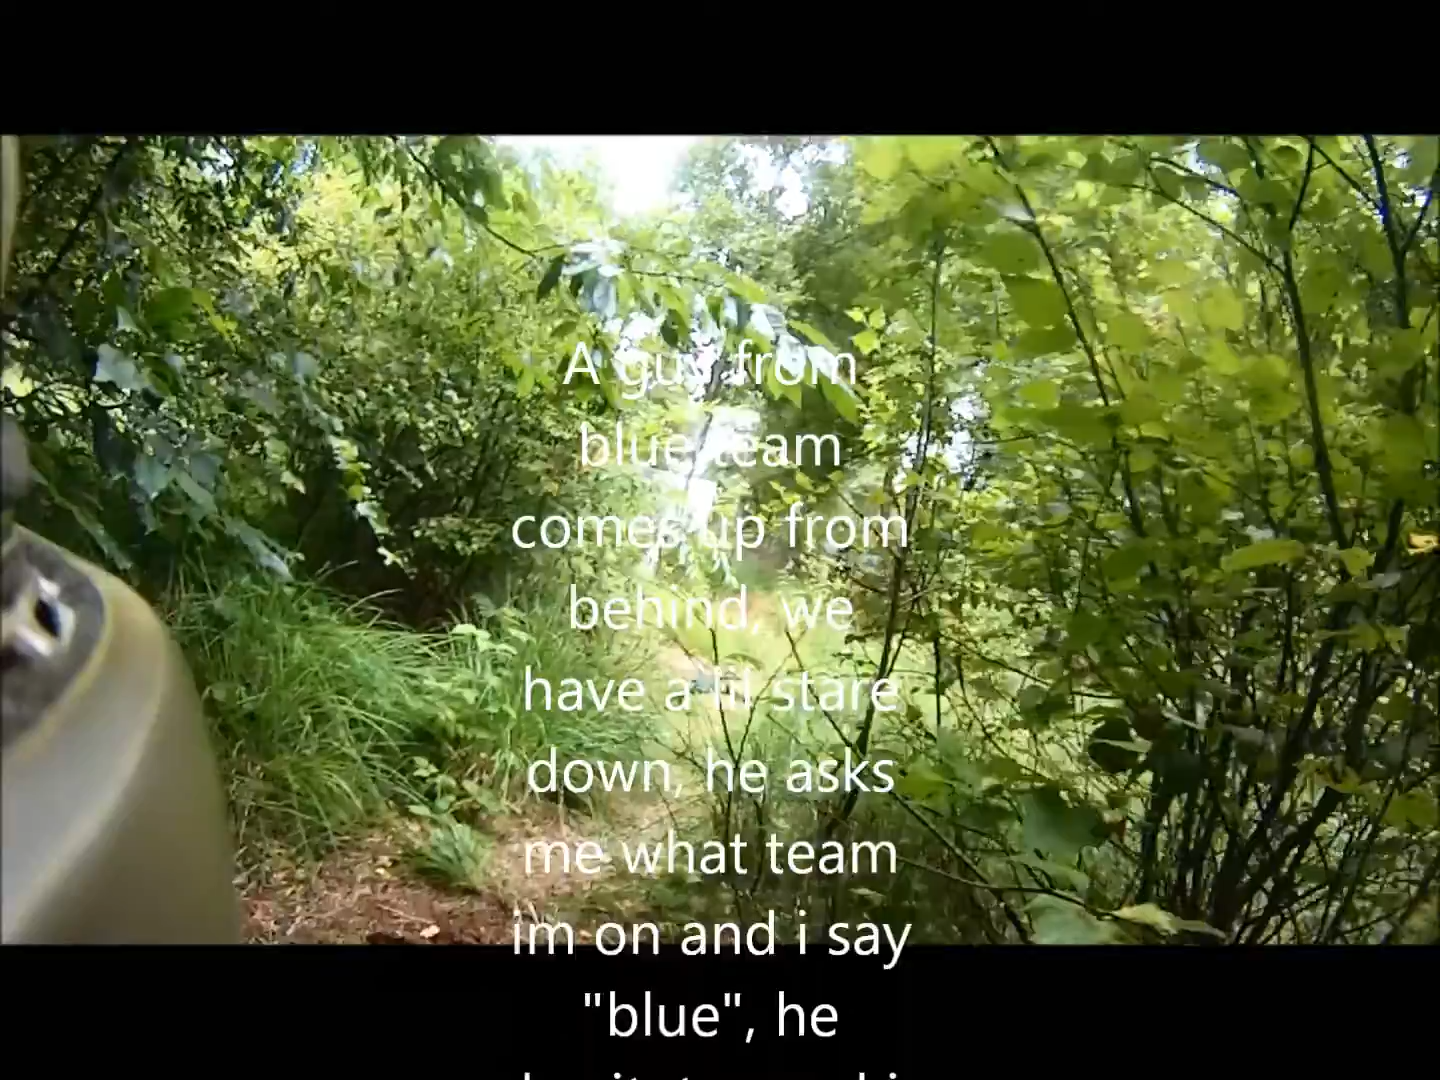 A guy from
blue team
comes up from
behind, we
have a lil stare
down, he asks
me what team
im on and i say
"blue", he